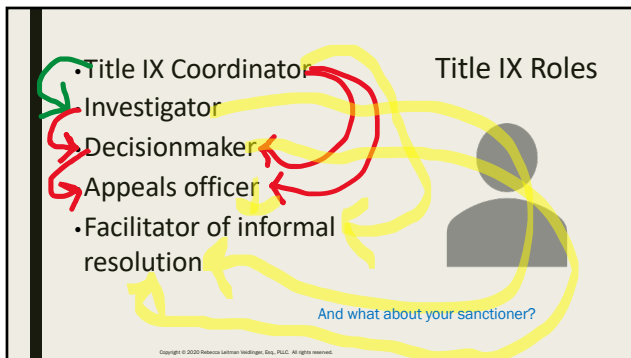 •Title IX Coordinator
Title IX Roles
•Investigator
•Decisionmaker
•Appeals officer
•Facilitator of informal
resolution
And what about your sanctioner?
Copyright © 2020 Rebecca Leitman Veidlinger, Esq., PLLC. All rights reserved.